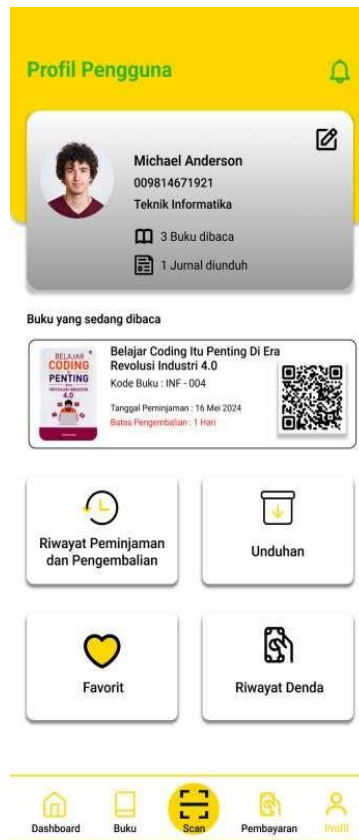 Profil Pengguna
Michael Anderson
009814671921
Teknik Informatika
3 Buku dibaca
1 Jurnal diunduh
Buku yang sedang dibaca
BELAJAR
CODING
PENTING
4.0
Belajar Coding Itu Penting Di Era
Revolusi Industri 4.0
Kode Buku : INF - 004
Tanggal Peminjaman : 16 Mei 2024
Batas Pengembalian : 1 Hari
Riwayat Peminjaman
dan Pengembalian
Unduhan
Favorit
Riwayat Denda
Dashboard
Buku
Scan
Pembayaran
Profil